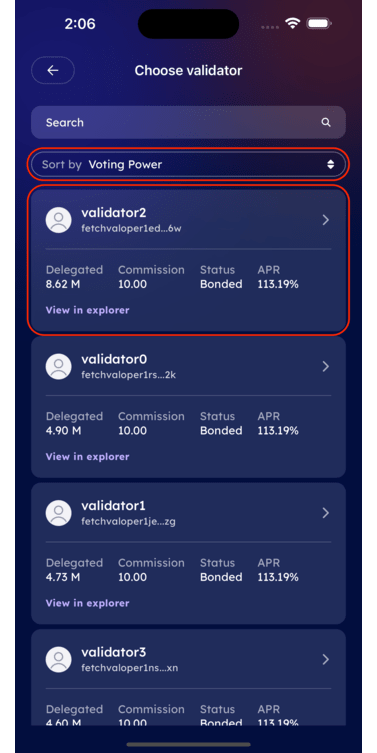 2:06
Choose validator
Search
Sort by Voting Power
validator2
fetchvaloper1ed...6w
Delegated Commission Status APR
8.62 M 10.00 Bonded 113.19%
View in explorer
validator0
fetchvaloper1rs...2k
Delegated Commission Status APR
4.90 M 10.00 Bonded 113.19%
View in explorer
validator1
fetchvaloper1je...zg
Delegated Commission Status APR
4.73 M 10.00 Bonded 113.19%
View in explorer
validator3
fetchvaloper1ns...xn
Delegated Commission Status APR
4.60 M 10.00 Bonded 113.19%